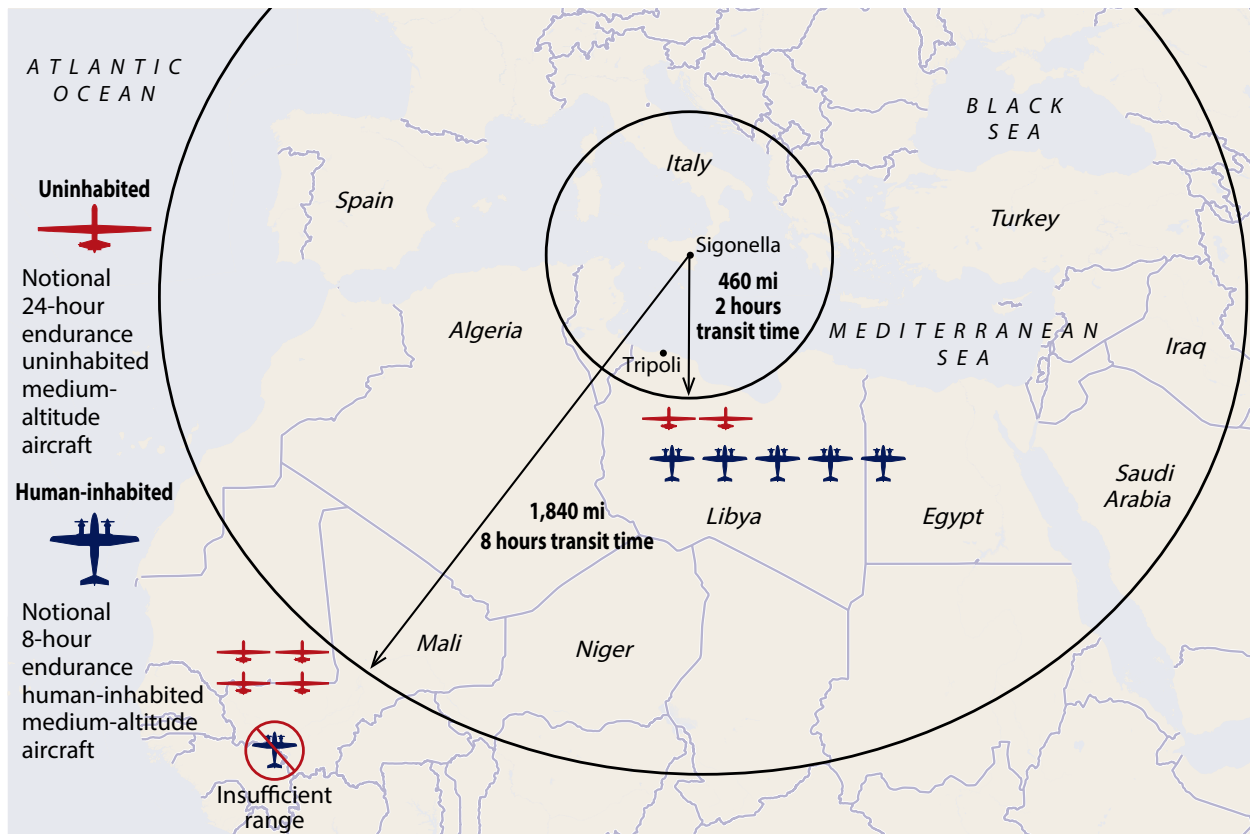 ATLANTIC
OCEAN
BLACK
SEA
Italy
Uninhabited
Spain
Turkey
Sigonella
Notional
24-hour
endurance
uninhabited
medium-
altitude
aircraft
460 mi
2 hours
transit time
Algeria
MEDITERRANEAN
SEA
Iraq
Tripoli
Human-inhabited
Saudi
Arabia
1,840 mi
8 hours transit time
Libya
Egypt
Notional
8-hour
endurance
human-inhabited
medium-altitude
aircraft
Mali
Niger
Insufficient
range